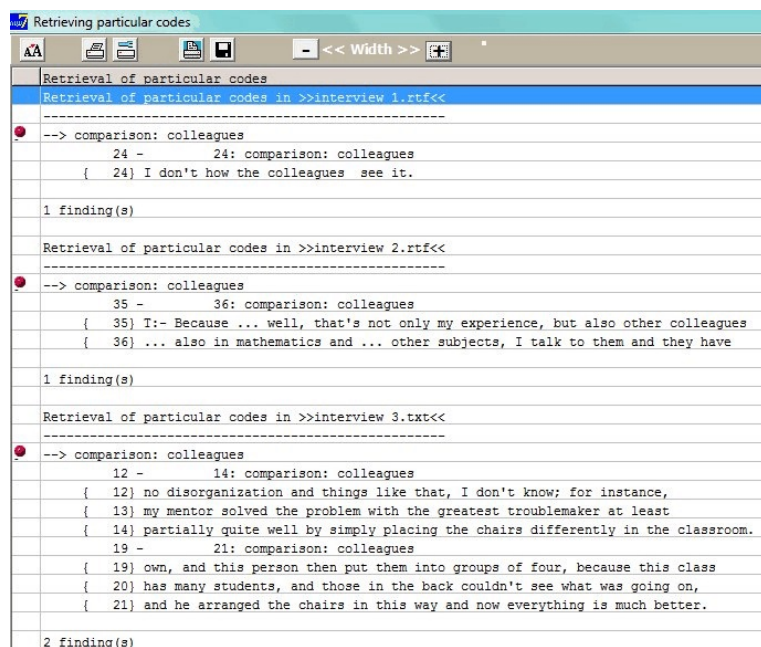 Retrieving particular codes
AA - << Width >> +
Retrieval of particular codes
Retrieval of particular codes in >>interview 1.rtf<<
----------------------------------------------------
--> comparison: colleagues
24 - 24: comparison: colleagues
{ 24} I don't how the colleagues see it.
1 finding(s)
Retrieval of particular codes in >>interview 2.rtf<<
----------------------------------------------------
--> comparison: colleagues
35 - 36: comparison: colleagues
{ 35} T:- Because ... well, that's not only my experience, but also other colleagues
{ 36} ... also in mathematics and ... other subjects, I talk to them and they have
1 finding(s)
Retrieval of particular codes in >>interview 3.txt<<
----------------------------------------------------
--> comparison: colleagues
12 - 14: comparison: colleagues
{ 12} no disorganization and things like that, I don't know; for instance,
{ 13} my mentor solved the problem with the greatest troublemaker at least
{ 14} partially quite well by simply placing the chairs differently in the classroom.
19 - 21: comparison: colleagues
{ 19} own, and this person then put them into groups of four, because this class
{ 20} has many students, and those in the back couldn't see what was going on,
{ 21} and he arranged the chairs in this way and now everything is much better.
2 finding(s)